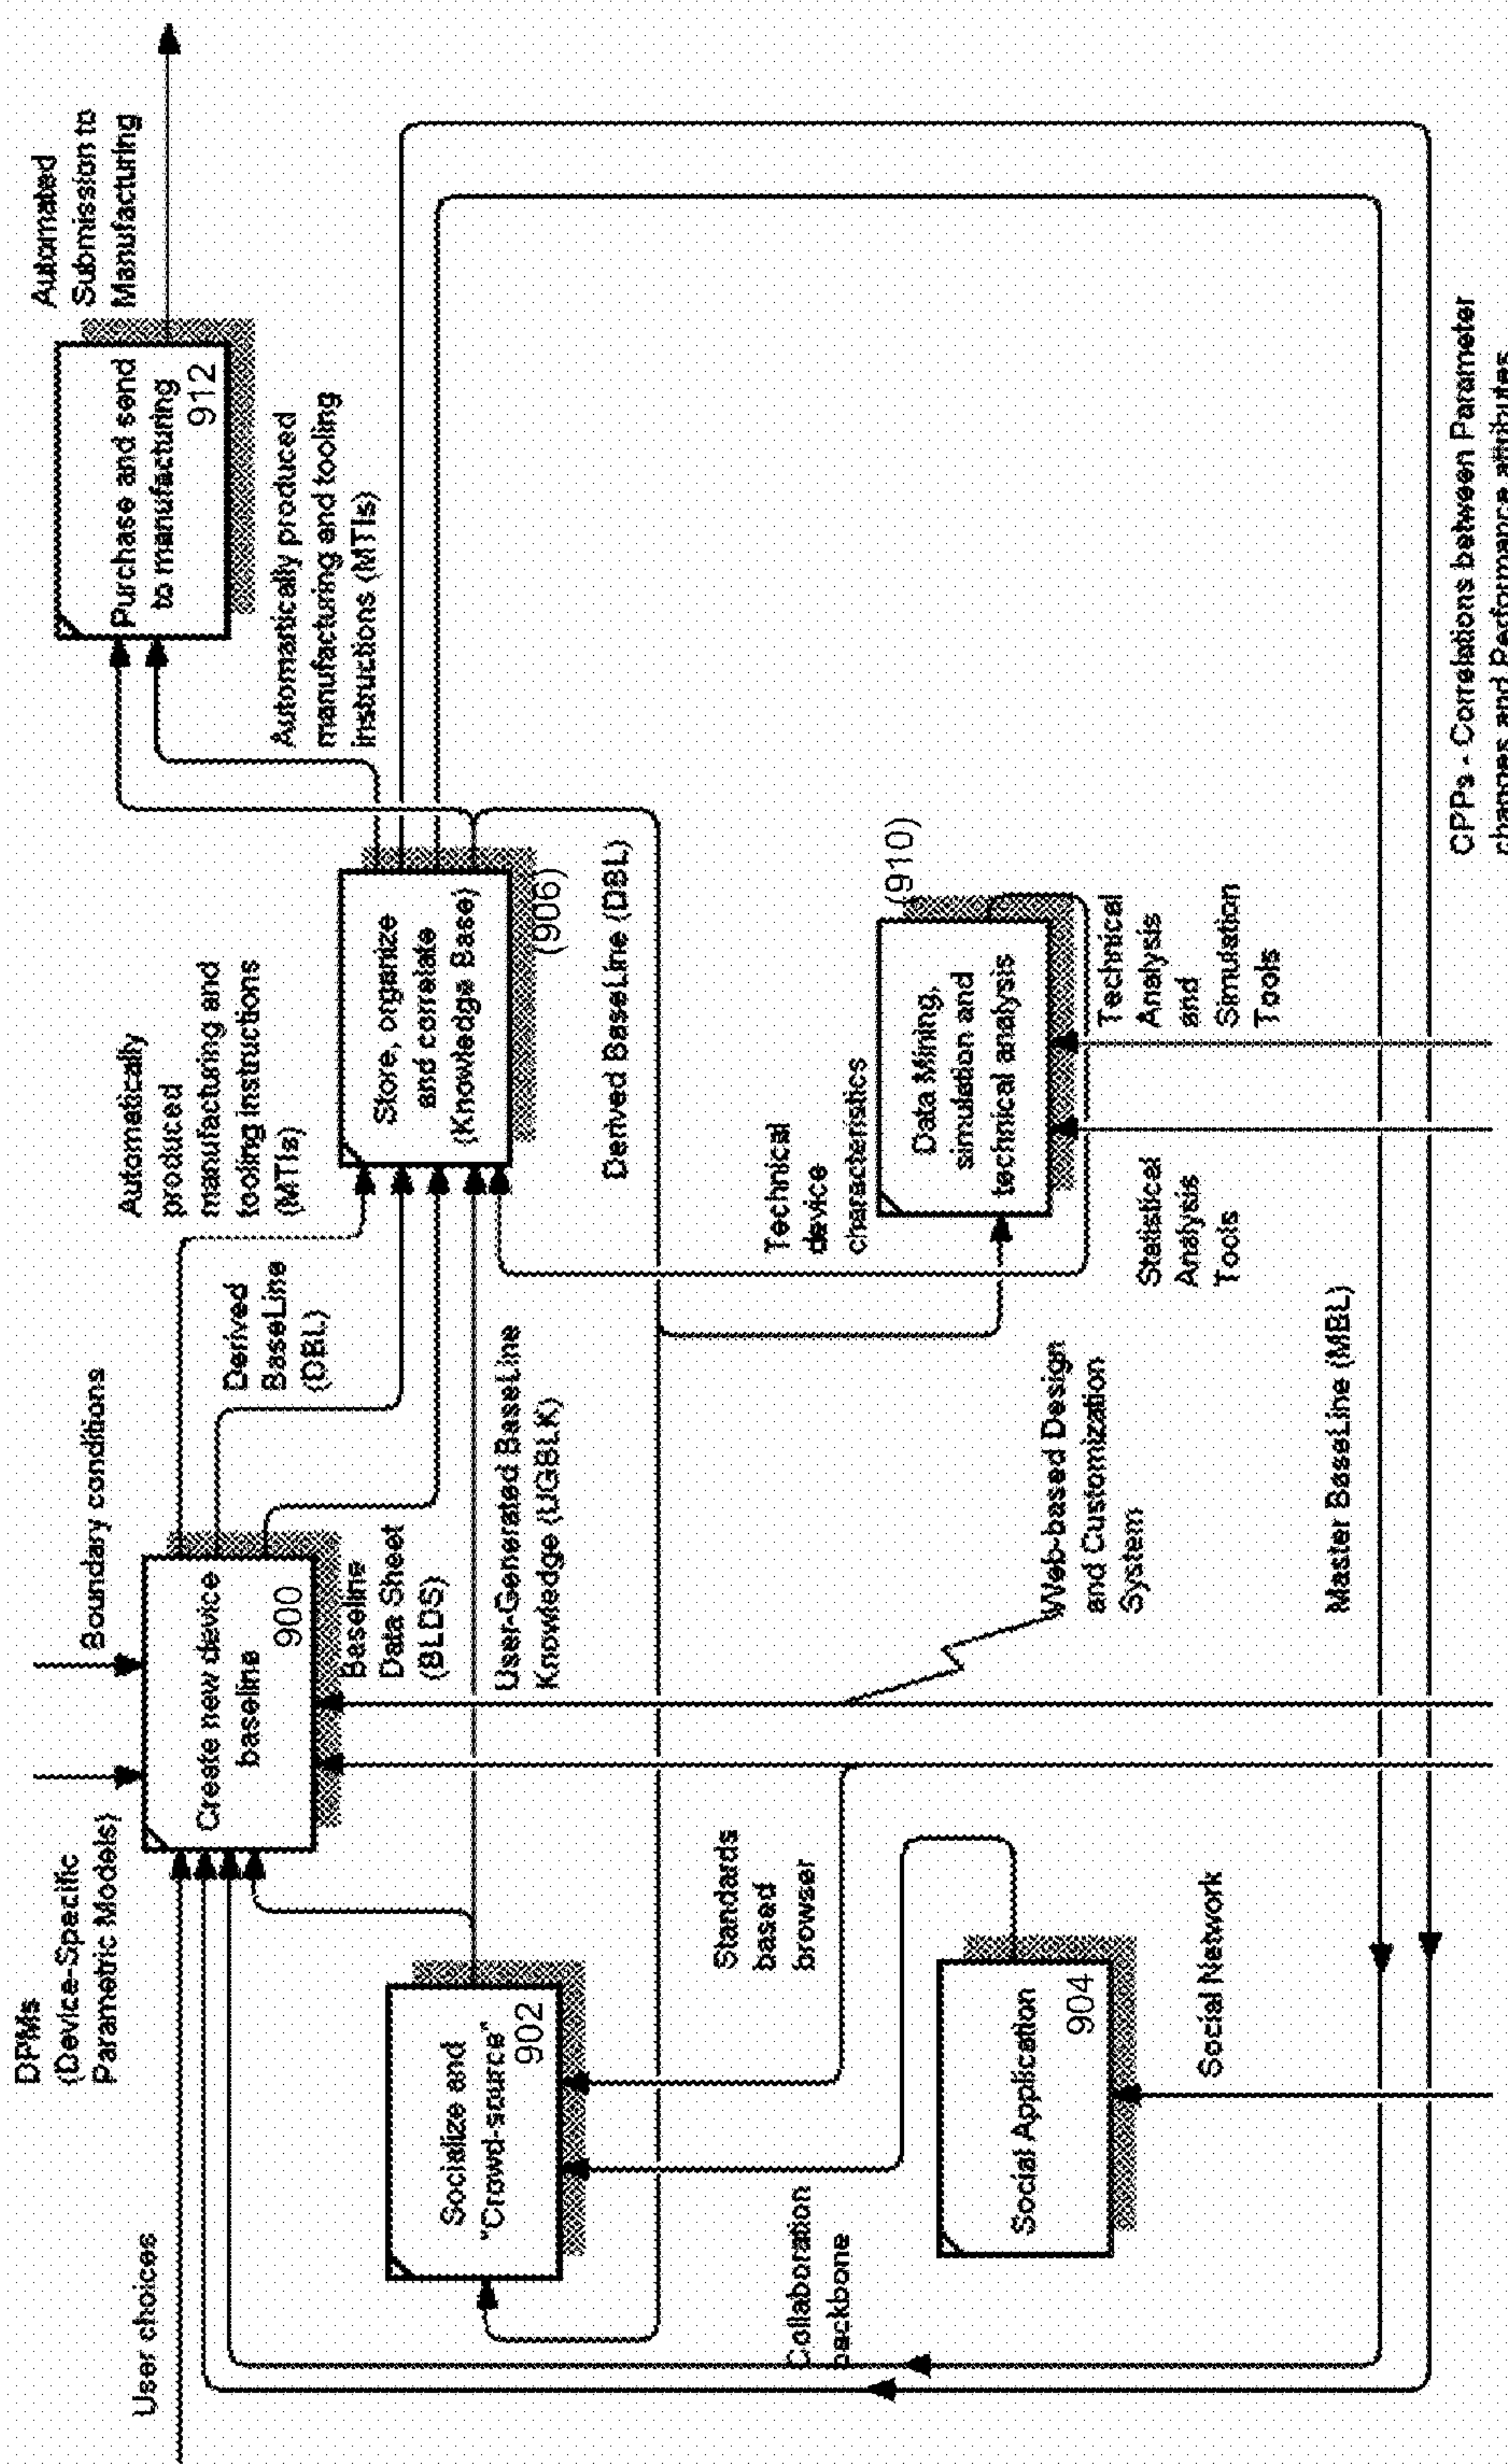 User choices
DPMs
(Device-Specific
Parametric Models)
Boundary conditions
Create new device
baseline
900
Automatically
produced
manufacturing and
tooling instructions
(MTIs)
Derived
BaseLine
(DBL)
Baseline
Data Sheet
(BLDS)
User-Generated BaseLine
Knowledge (UGBLK)
Automated
Submission to
Manufacturing
Purchase and send
to manufacturing
912
Automartically produced
manufacturing and tooling
instructions (MTIs)
Store, organize
and correlate
(Knowledge Base)
(906)
Derived BaseLine (DBL)
Socialize and
"Crowd-source"
902
Standards
based
browser
Collaboration
backbone
Social Application
904
Social Network
Technical
device
characteristics
Data Mining,
simulation and
technical analysis
(910)
Technical
Analysis
and
Simulation
Tools
Statistical
Analysis
Tools
Web-based Design
and Customization
System
Master BaseLine (MBL)
CPPs - Correlations between Parameter
changes and Performance attributes